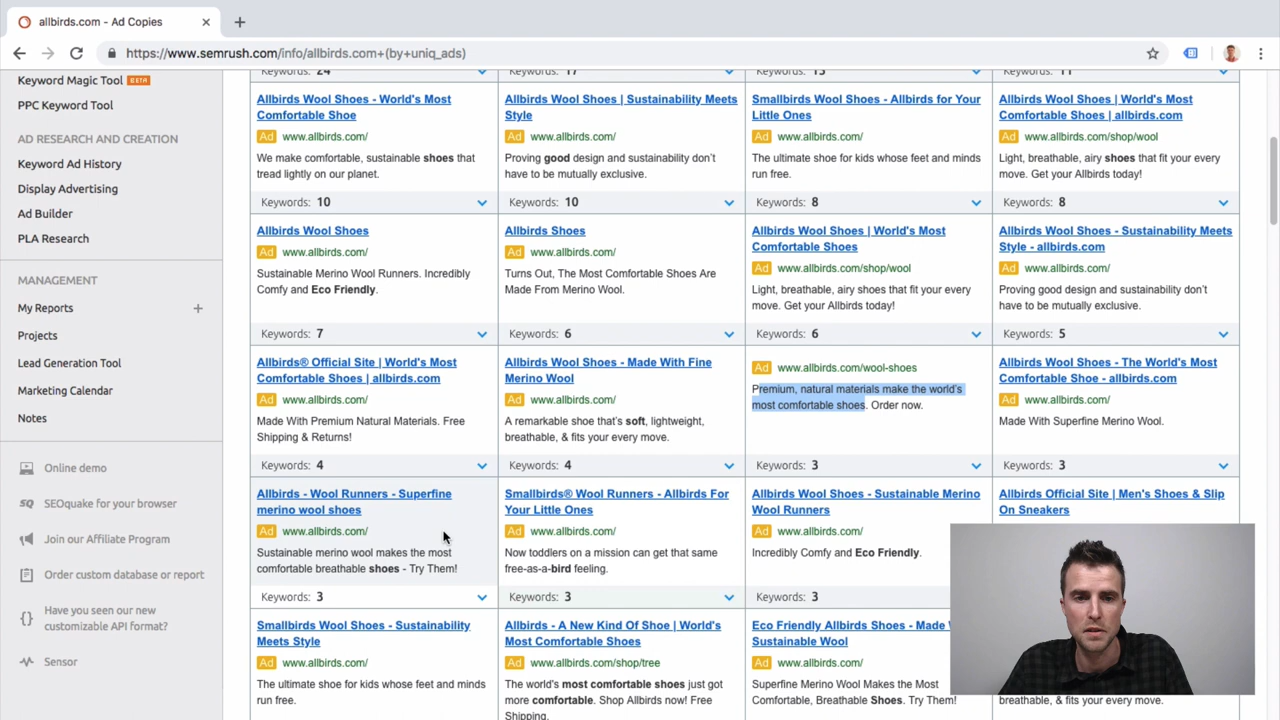 allbirds.com - Ad Copies
https://www.semrush.com/info/allbirds.com+(by+uniq_ads)
Keyword Magic Tool BETA
PPC Keyword Tool
AD RESEARCH AND CREATION
Keyword Ad History
Display Advertising
Ad Builder
PLA Research
MANAGEMENT
My Reports
Projects
Lead Generation Tool
Marketing Calendar
Notes
Online demo
SEOquake for your browser
Join our Affiliate Program
Order custom database or report
Have you seen our new
customizable API format?
Sensor
Keywords: 24
Keywords: 17
Keywords: 13
Keywords: 11
Allbirds Wool Shoes - World's Most
Comfortable Shoe
Ad www.allbirds.com/
We make comfortable, sustainable shoes that
tread lightly on our planet.
Keywords: 10
Allbirds Wool Shoes | Sustainability Meets
Style
Ad www.allbirds.com/
Proving good design and sustainability don't
have to be mutually exclusive.
Keywords: 10
Smallbirds Wool Shoes - Allbirds for Your
Little Ones
Ad www.allbirds.com/
The ultimate shoe for kids whose feet and minds
run free.
Keywords: 8
Allbirds Wool Shoes | World's Most
Comfortable Shoes | allbirds.com
Ad www.allbirds.com/shop/wool
Light, breathable, airy shoes that fit your every
move. Get your Allbirds today!
Keywords: 8
Allbirds Wool Shoes
Ad www.allbirds.com/
Sustainable Merino Wool Runners. Incredibly
Comfy and Eco Friendly.
Keywords: 7
Allbirds Shoes
Ad www.allbirds.com/
Turns Out, The Most Comfortable Shoes Are
Made From Merino Wool.
Keywords: 6
Allbirds Wool Shoes | World's Most
Comfortable Shoes
Ad www.allbirds.com/shop/wool
Light, breathable, airy shoes that fit your every
move. Get your Allbirds today!
Keywords: 6
Allbirds Wool Shoes - Sustainability Meets
Style - allbirds.com
Ad www.allbirds.com/
Proving good design and sustainability don't
have to be mutually exclusive.
Keywords: 5
Allbirds® Official Site | World's Most
Comfortable Shoes | allbirds.com
Ad www.allbirds.com/
Made With Premium Natural Materials. Free
Shipping & Returns!
Keywords: 4
Allbirds Wool Shoes - Made With Fine
Merino Wool
Ad www.allbirds.com/
A remarkable shoe that's soft, lightweight,
breathable, & fits your every move.
Keywords: 4
Ad www.allbirds.com/wool-shoes
Premium, natural materials make the world's
most comfortable shoes. Order now.
Keywords: 3
Allbirds Wool Shoes - The World's Most
Comfortable Shoe - allbirds.com
Ad www.allbirds.com/
Made With Superfine Merino Wool.
Keywords: 3
Allbirds - Wool Runners - Superfine
merino wool shoes
Ad www.allbirds.com/
Sustainable merino wool makes the most
comfortable breathable shoes - Try Them!
Keywords: 3
Smallbirds® Wool Runners - Allbirds For
Your Little Ones
Ad www.allbirds.com/
Now toddlers on a mission can get that same
free-as-a-bird feeling.
Keywords: 3
Allbirds Wool Shoes - Sustainable Merino
Wool Runners
Ad www.allbirds.com/
Incredibly Comfy and Eco Friendly.
Keywords: 3
Allbirds Official Site | Men's Shoes & Slip
On Sneakers
Smallbirds Wool Shoes - Sustainability
Meets Style
Ad www.allbirds.com/
The ultimate shoe for kids whose feet and minds
run free.
Allbirds - A New Kind Of Shoe | World's
Most Comfortable Shoes
Ad www.allbirds.com/shop/tree
The world's most comfortable shoes just got
more comfortable. Shop Allbirds now! Free
Shipping.
Eco Friendly Allbirds Shoes - Made
Sustainable Wool
Ad www.allbirds.com/
Superfine Merino Wool Makes the Most
Comfortable, Breathable Shoes. Try Them!
breathable, & fits your every move.